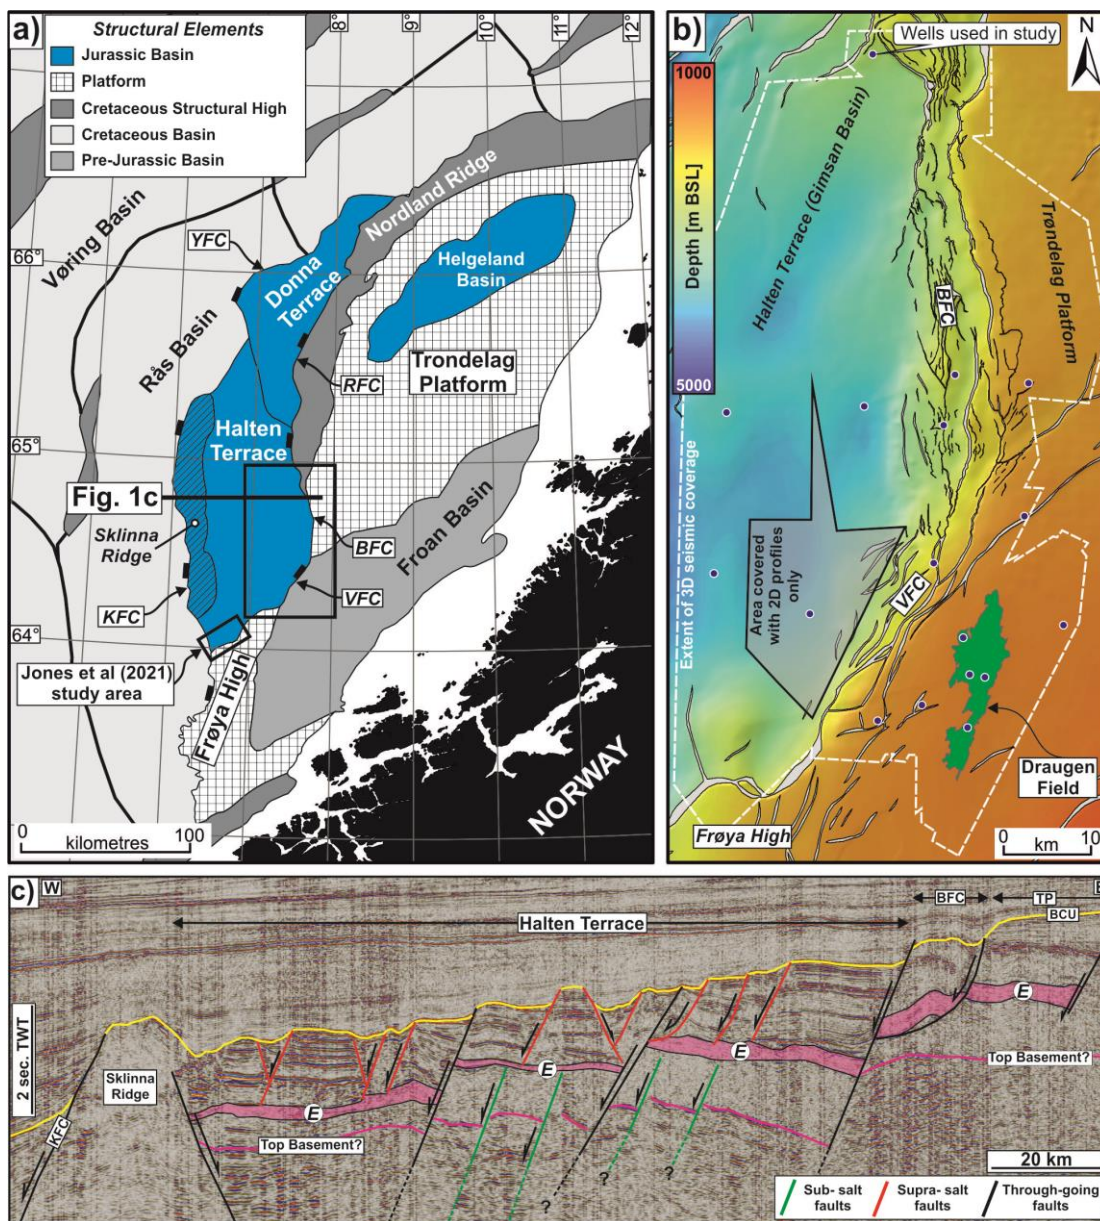 a)
Structural Elements
Jurassic Basin
Platform
Cretaceous Structural High
Cretaceous Basin
Pre-Jurassic Basin
8°
9°
10°
11°
12°
66°
65°
64°
Vøring Basin
YFC
Nordland Ridge
Donna
Terrace
Helgeland
Basin
Rås Basin
RFC
Trondelag
Platform
Halten
Terrace
Fig. 1c
Sklinna
Ridge
BFC
Froan Basin
KFC
VFC
Jones et al (2021)
study area
Frøya High
NORWAY
0
100
kilometres
b)
Wells used in study
N
1000
Depth [m BSL]
5000
Halten Terrace (Gimsan Basin)
Trøndelag Platform
BFC
Extent of 3D seismic coverage
Area covered
with 2D profiles
only
VFC
Draugen
Field
Frøya High
0
10
km
c)
W
E
BFC
TP
BCU
Halten Terrace
2 sec. TWT
Sklinna
Ridge
KFC
E
E
E
E
E
Top Basement?
Top Basement?
?
?
?
20 km
Sub- salt
faults
Supra- salt
faults
Through-going
faults